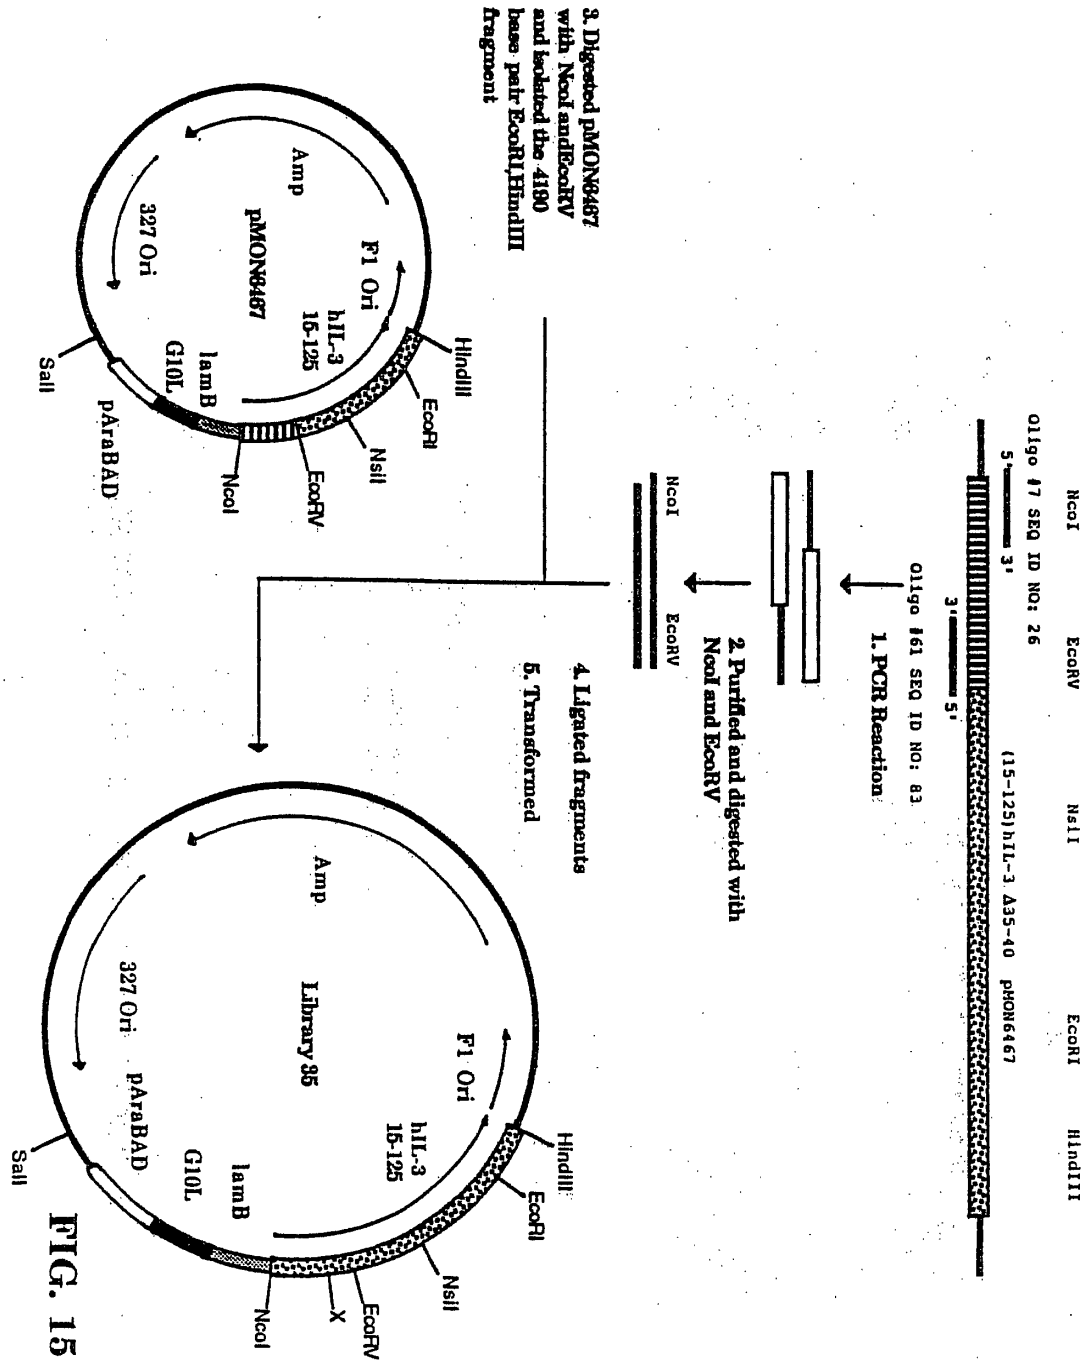 NcoI EcoRV NsiI EcoRI HindIII
(15-125)hIL-3 Δ35-40 pMON6467
5' 3'
Oligo #7 SEQ ID NO: 26
3' 5'
Oligo #61 SEQ ID NO: 83
1. PCR Reaction
2. Purified and digested with
NcoI and EcoRV
NcoI EcoRV
3. Digested pMON6467
with NcoI andEcoRV
and isolated the 4190
base pair EcoRI,HindIII
fragment
4. Ligated fragments
5. Transformed
HindIII
EcoRI
NsiI
EcoRV
NcoI
F1 Ori
hIL-3
15-125
Amp
pMON6467
327 Ori
lamB
G10L
pAraBAD
SalI
HindIII
EcoRI
NsiI
EcoRV
X
NcoI
F1 Ori
hIL-3
15-125
Amp
Library 35
327 Ori
lamB
G10L
pAraBAD
SalI
FIG. 15